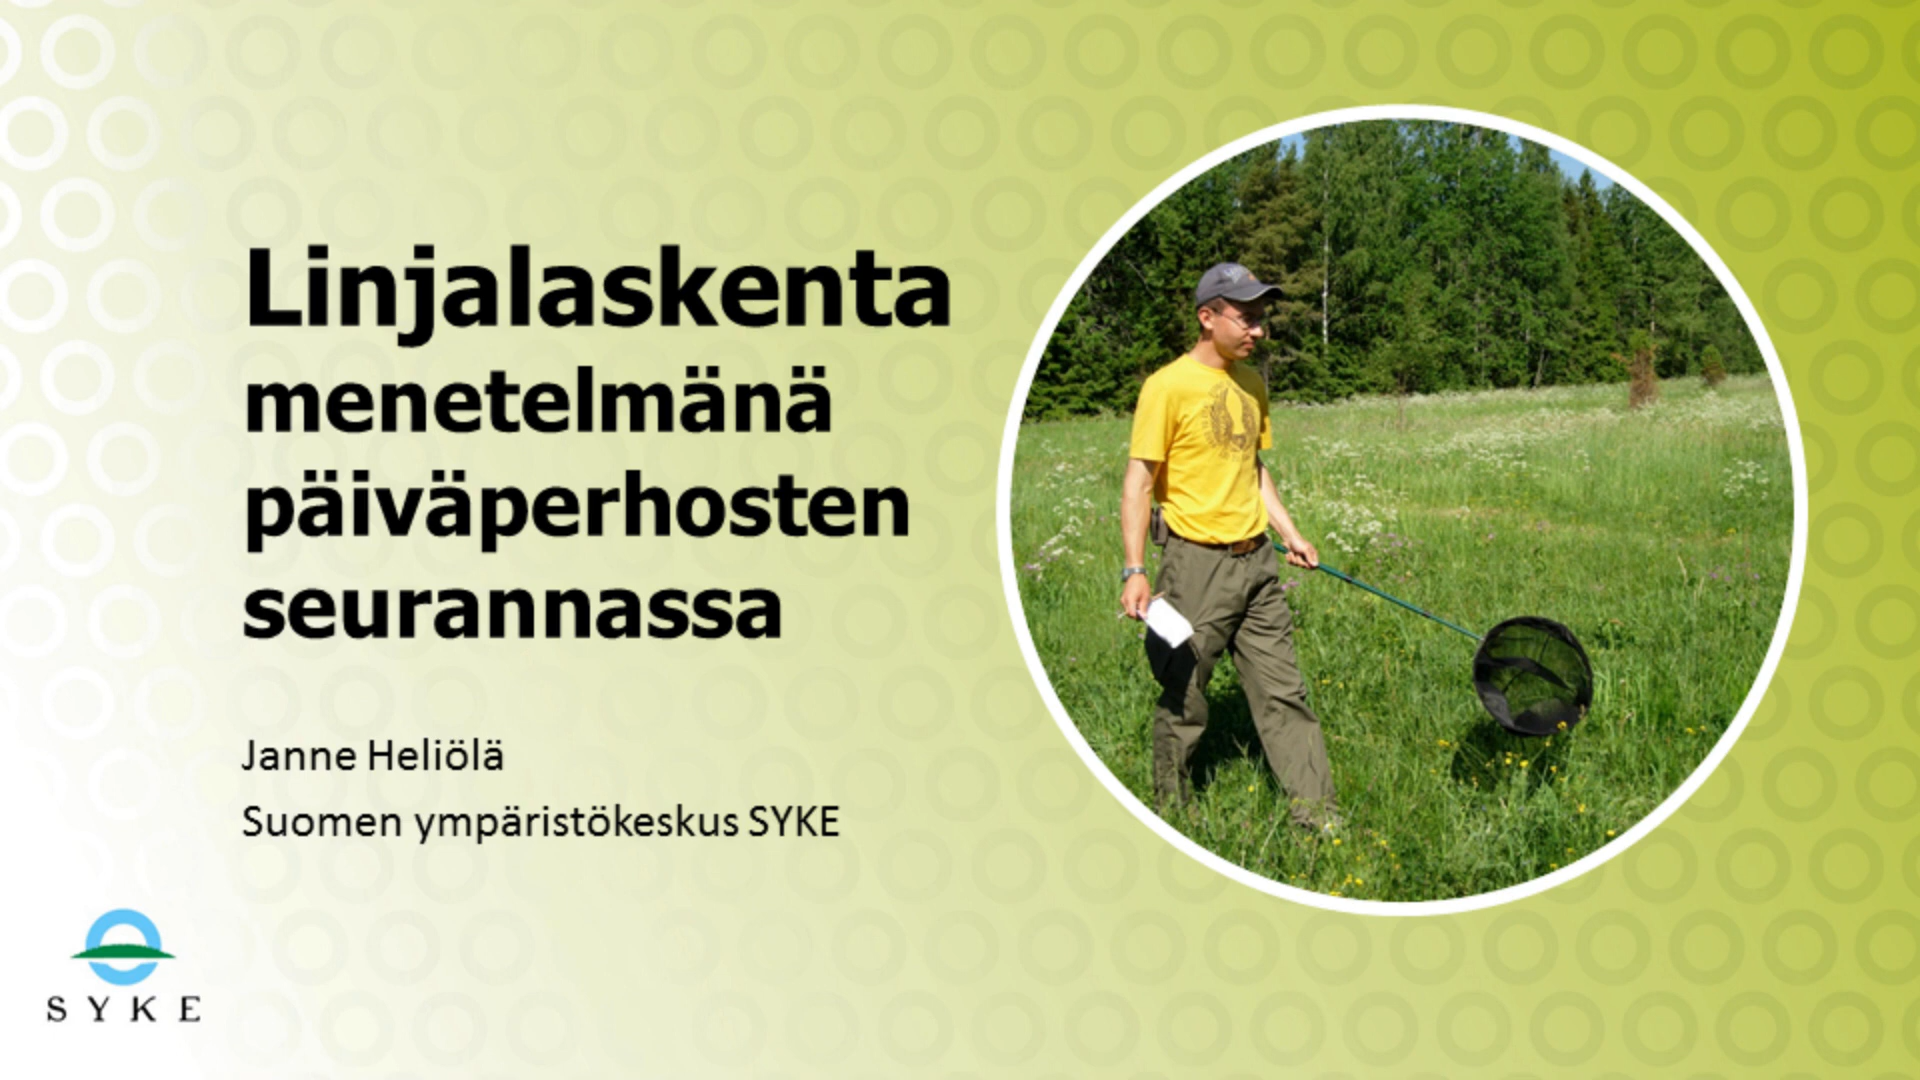 Linjalaskenta
menetelmänä
päiväperhosten
seurannassa
Janne Heliölä
Suomen ympäristökeskus SYKE
SYKE